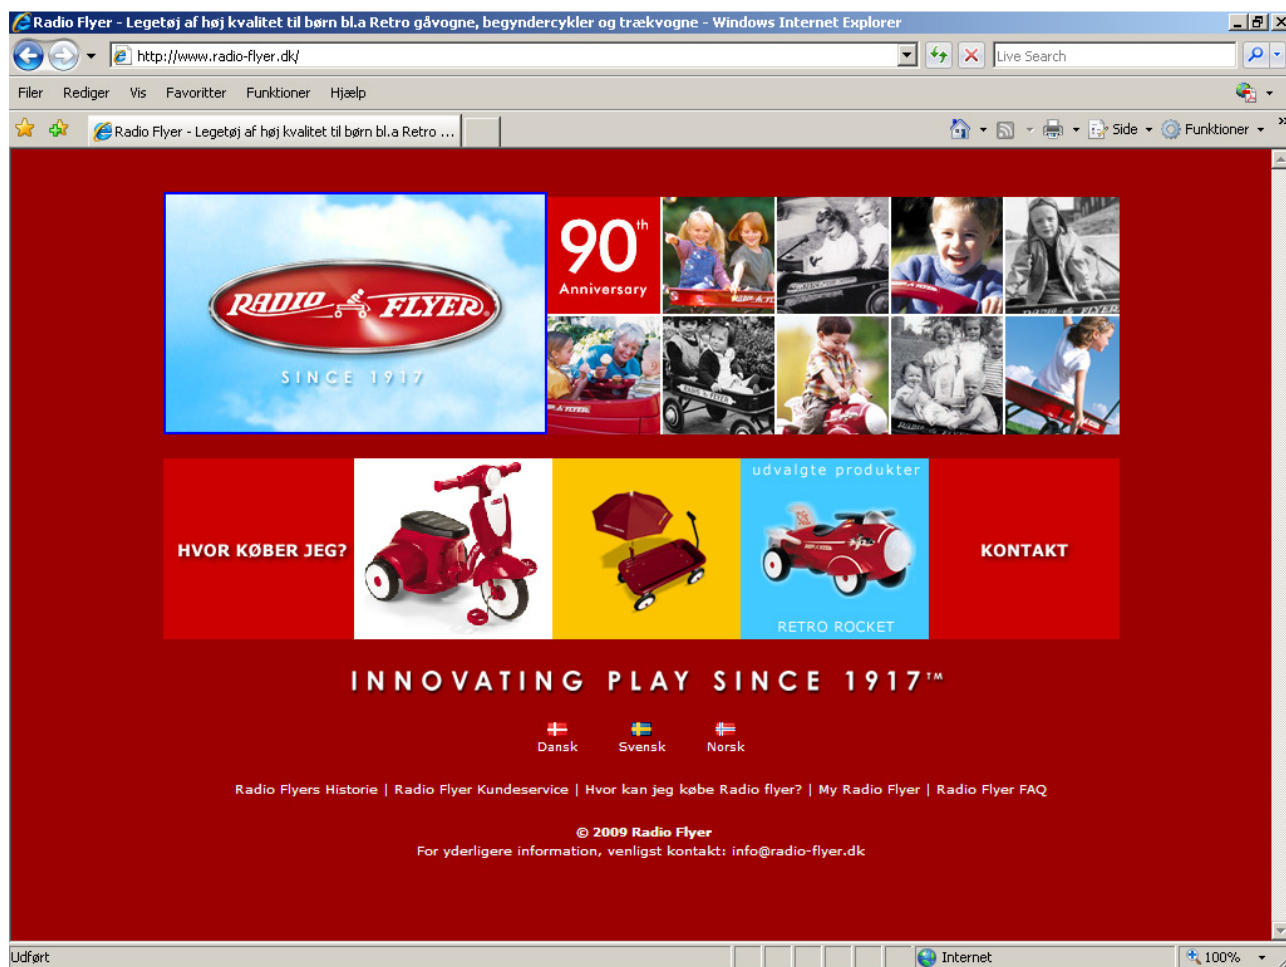 Radio Flyer - Legetøj af høj kvalitet til børn bl.a Retro gåvogne, begyndercykler og trækvogne - Windows Internet Explorer
http://www.radio-flyer.dk/
Live Search
Filer Rediger Vis Favoritter Funktioner Hjælp
Radio Flyer - Legetøj af høj kvalitet til børn bl.a Retro ...
Side Funktioner
RADIO FLYER
SINCE 1917
90th
Anniversary
udvalgte produkter
HVOR KØBER JEG?
KONTAKT
RETRO ROCKET
INNOVATING PLAY SINCE 1917™
Dansk Svensk Norsk
Radio Flyers Historie | Radio Flyer Kundeservice | Hvor kan jeg købe Radio flyer? | My Radio Flyer | Radio Flyer FAQ
© 2009 Radio Flyer
For yderligere information, venligst kontakt: info@radio-flyer.dk
Udført
Internet
100%